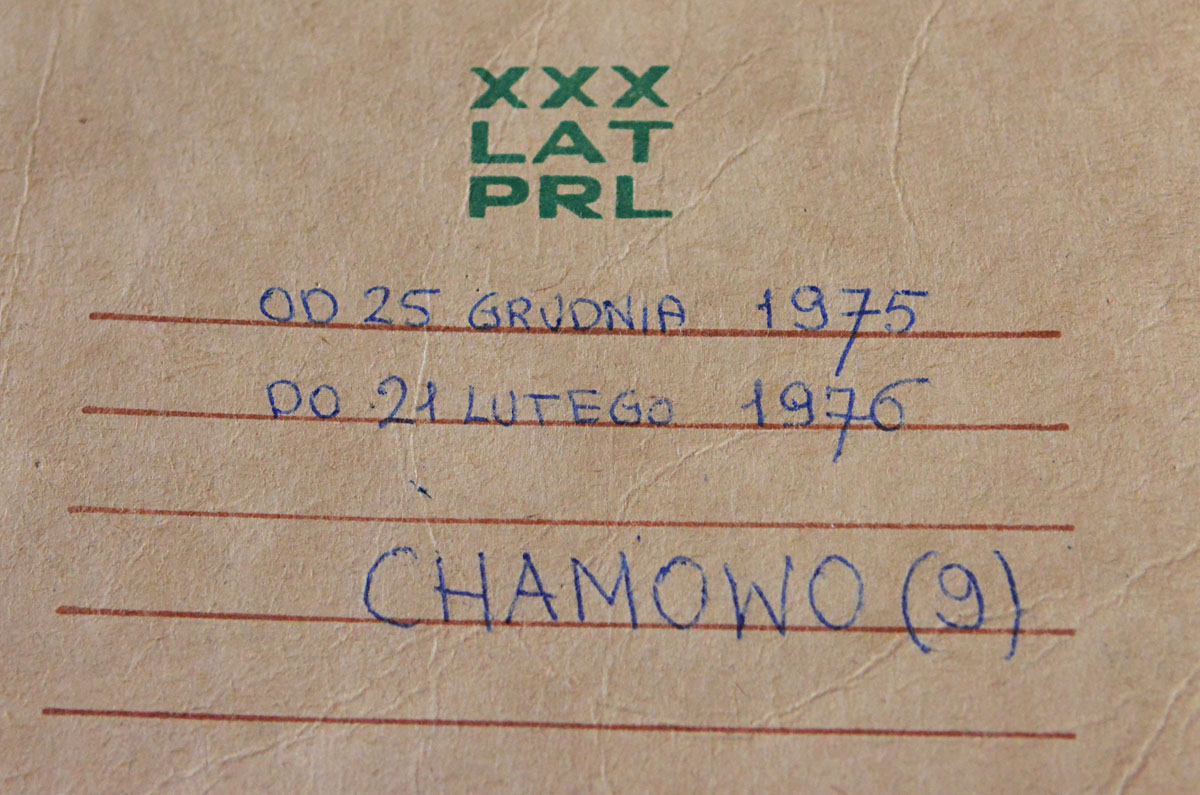 XXX
LAT
PRL
OD 25 GRUDNIA 1975
DO 21 LUTEGO 1976
CHAMOWO (9)